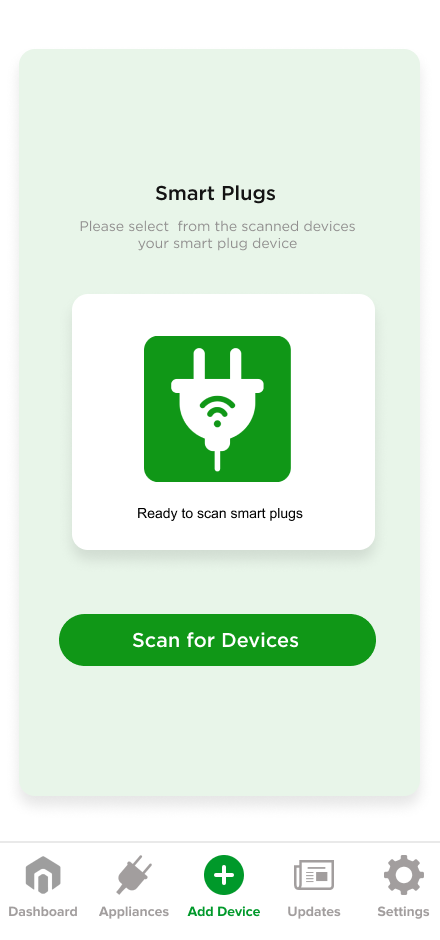 Smart Plugs
Please select  from the scanned devices
your smart plug device
Ready to scan smart plugs
Scan for Devices
Dashboard
Appliances
Add Device
Updates
Settings